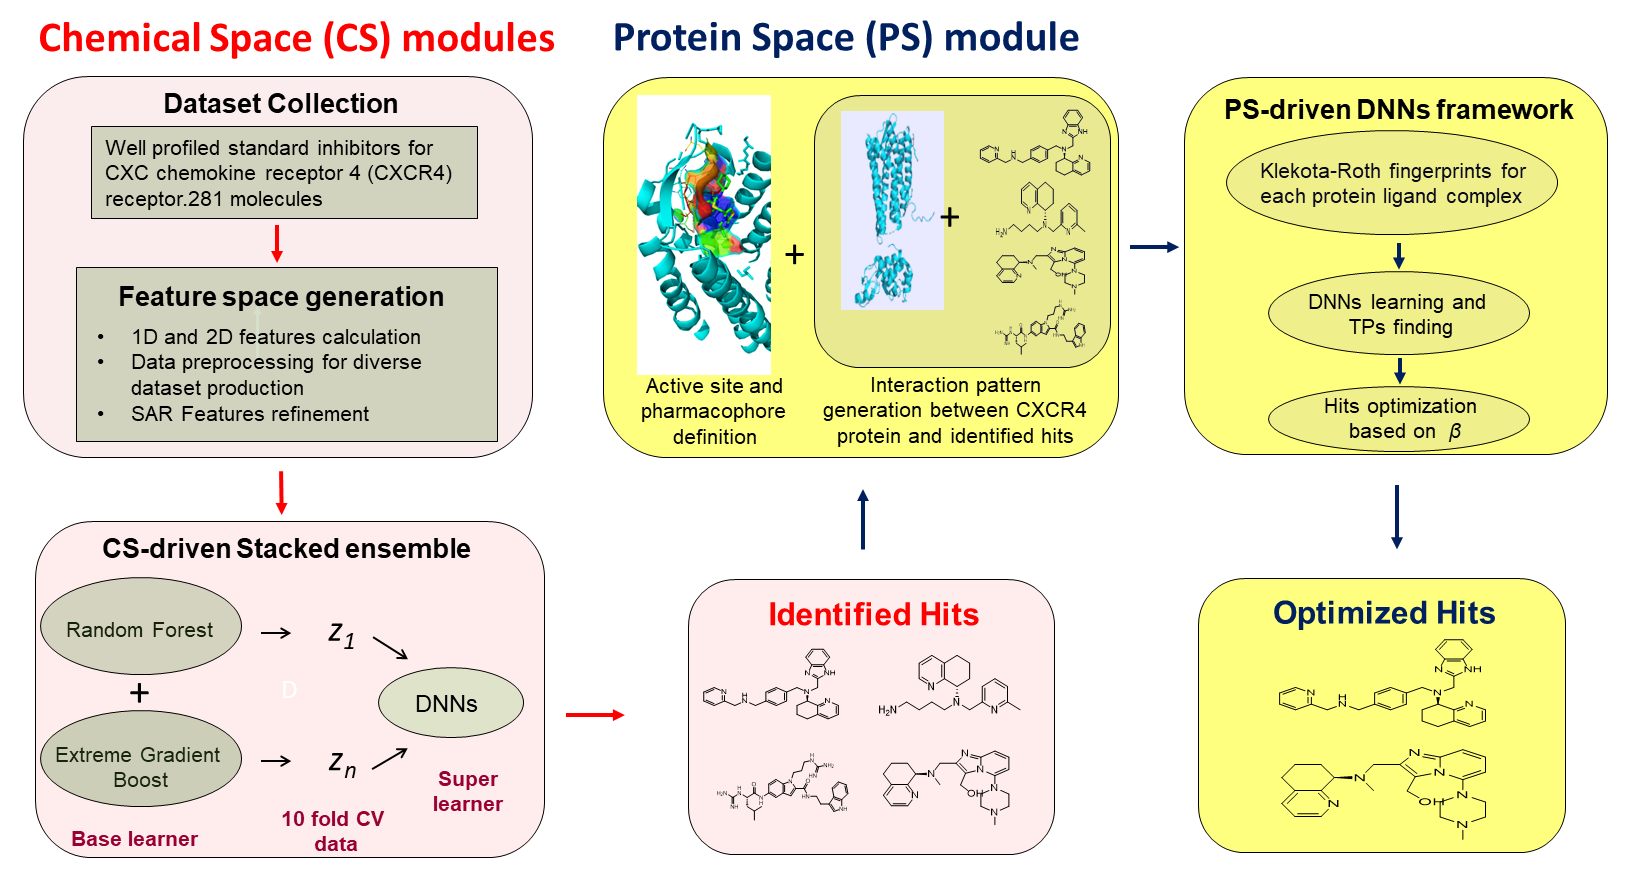 Chemical Space (CS) modules
Protein Space (PS) module
Dataset Collection
Well profiled standard inhibitors for
CXC chemokine receptor 4 (CXCR4)
receptor.281 molecules
Feature space generation
• 1D and 2D features calculation
• Data preprocessing for diverse
dataset production
• SAR Features refinement
CS-driven Stacked ensemble
Random Forest
+
Extreme Gradient
Boost
Base learner
z1
zn
D
10 fold CV
data
DNNs
Super
learner
Identified Hits
Active site and
pharmacophore
definition
+
+
Interaction pattern
generation between CXCR4
protein and identified hits
PS-driven DNNs framework
Klekota-Roth fingerprints for
each protein ligand complex
DNNs learning and
TPs finding
Hits optimization
based on β
Optimized Hits